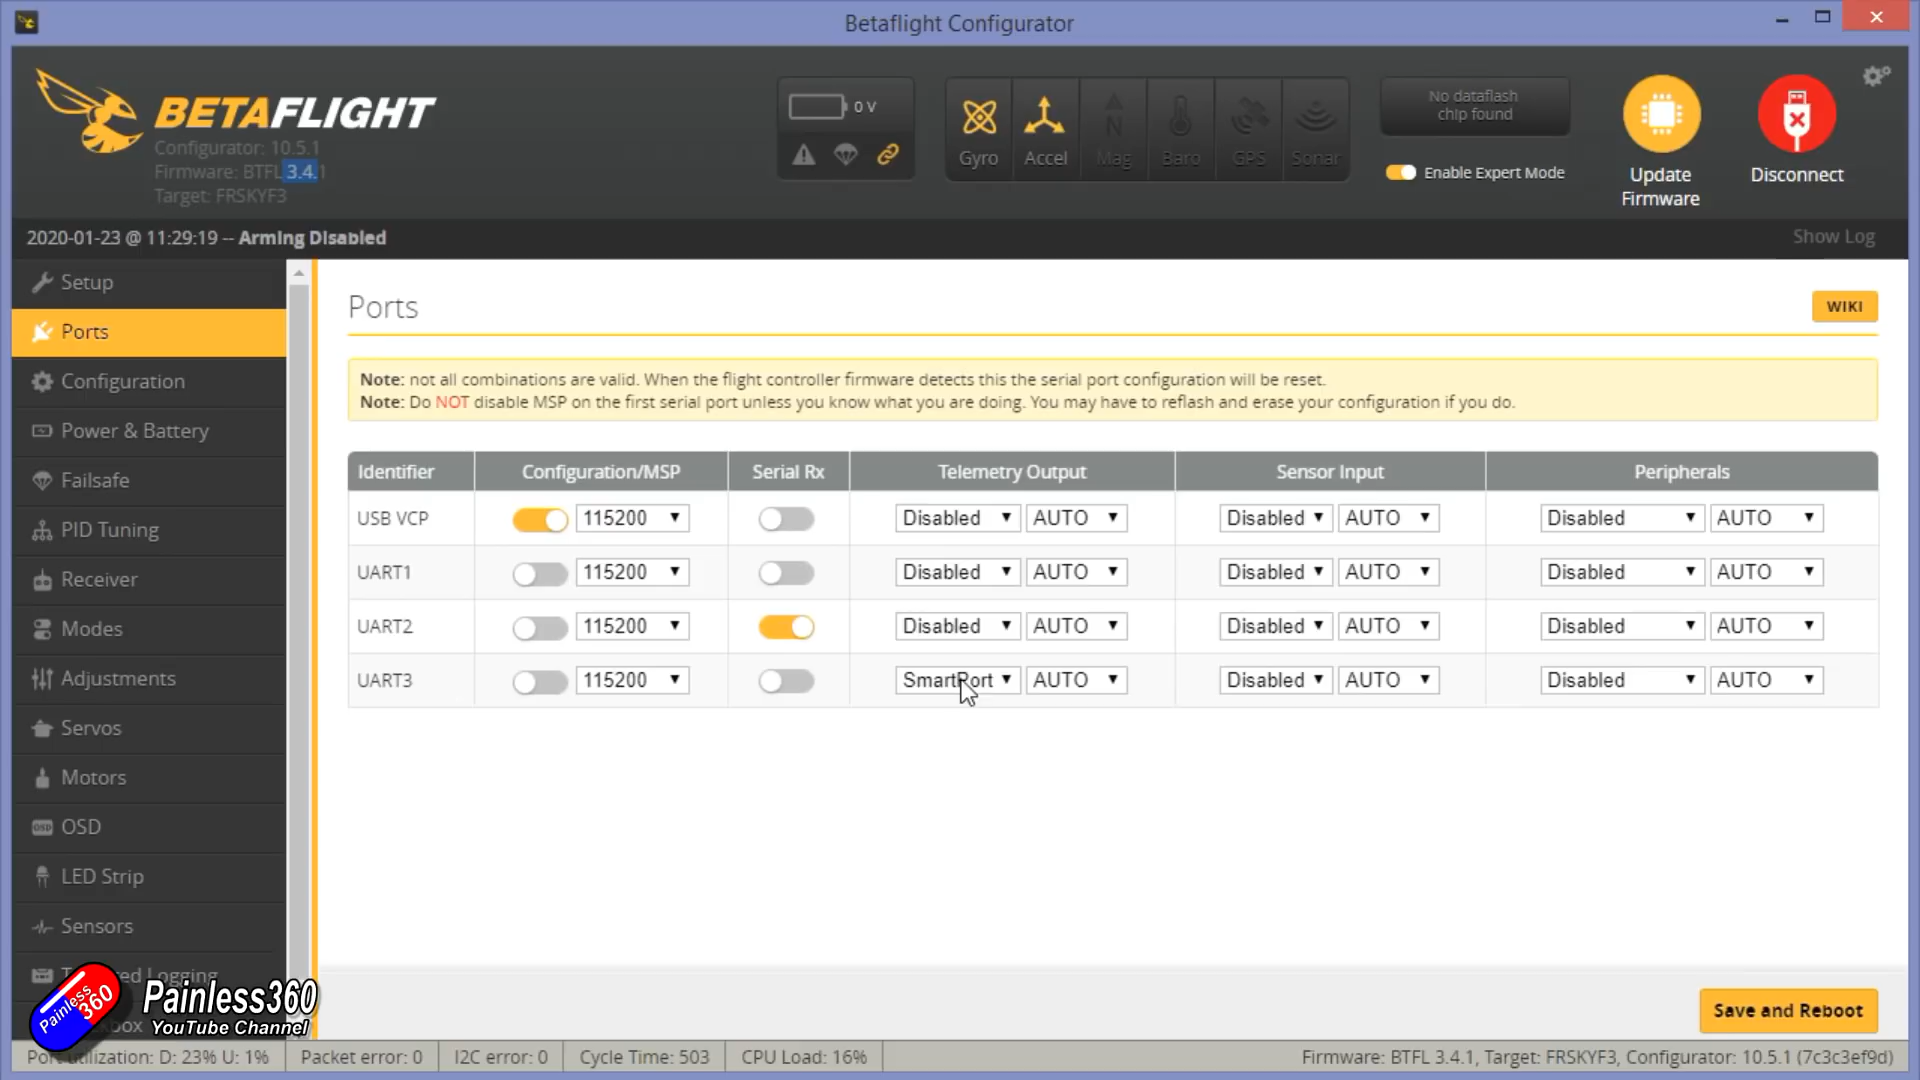 Betaflight Configurator
BETAFLIGHT
Configurator: 10.5.1
Firmware: BTFL 3.4.1
Target: FRSKYF3
0 V
Gyro
Accel
Mag
Baro
GPS
Sonar
No dataflash
chip found
Enable Expert Mode
Update
Firmware
Disconnect
2020-01-23 @ 11:29:19 -- Arming Disabled
Show Log
Setup
Ports
Configuration
Power & Battery
Failsafe
PID Tuning
Receiver
Modes
Adjustments
Servos
Motors
OSD
LED Strip
Sensors
Logging
Ports
WIKI
Note: not all combinations are valid. When the flight controller firmware detects this the serial port configuration will be reset.
Note: Do NOT disable MSP on the first serial port unless you know what you are doing. You may have to reflash and erase your configuration if you do.
Identifier Configuration/MSP Serial Rx Telemetry Output Sensor Input Peripherals
USB VCP 115200 Disabled AUTO Disabled AUTO Disabled AUTO
UART1 115200 Disabled AUTO Disabled AUTO Disabled AUTO
UART2 115200 Disabled AUTO Disabled AUTO Disabled AUTO
UART3 115200 SmartPort AUTO Disabled AUTO Disabled AUTO
Save and Reboot
Painless 360
Painless360
YouTube Channel
Port utilization: D: 23% U: 1%
Packet error: 0
I2C error: 0
Cycle Time: 503
CPU Load: 16%
Firmware: BTFL 3.4.1, Target: FRSKYF3, Configurator: 10.5.1 (7c3c3ef9d)